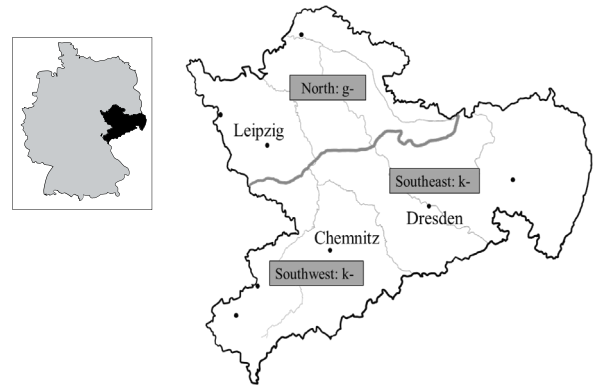 North: g-
Leipzig
Southeast: k-
Dresden
Chemnitz
Southwest: k-